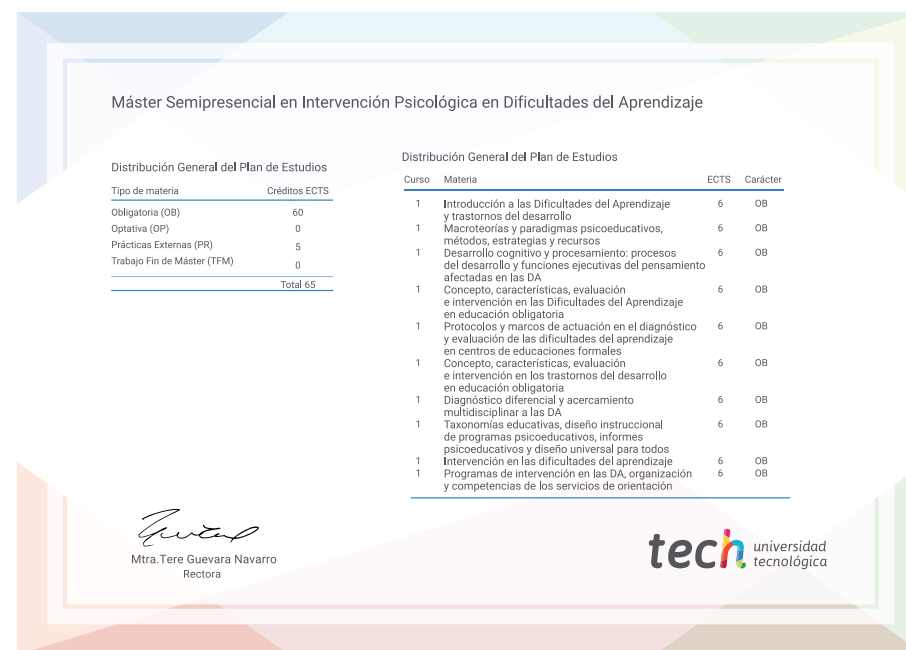 Máster Semipresencial en Intervención Psicológica en Dificultades del Aprendizaje
Distribución General del Plan de Estudios
Tipo de materia Créditos ECTS
Obligatoria (OB) 60
Optativa (OP) 0
Prácticas Externas (PR) 5
Trabajo Fin de Máster (TFM) 0
Total 65
Distribución General del Plan de Estudios
Curso Materia ECTS Carácter
1 Introducción a las Dificultades del Aprendizaje 6 OB
y trastornos del desarrollo
1 Macroteorías y paradigmas psicoeducativos, 6 OB
métodos, estrategias y recursos
1 Desarrollo cognitivo y procesamiento: procesos 6 OB
del desarrollo y funciones ejecutivas del pensamiento
afectadas en las DA
1 Concepto, características, evaluación 6 OB
e intervención en las Dificultades del Aprendizaje
en educación obligatoria
1 Protocolos y marcos de actuación en el diagnóstico 6 OB
y evaluación de las dificultades del aprendizaje
en centros de educaciones formales
1 Concepto, características, evaluación 6 OB
e intervención en los trastornos del desarrollo
en educación obligatoria
1 Diagnóstico diferencial y acercamiento 6 OB
multidisciplinar a las DA
1 Taxonomías educativas, diseño instruccional 6 OB
de programas psicoeducativos, informes
psicoeducativos y diseño universal para todos
1 Intervención en las dificultades del aprendizaje 6 OB
1 Programas de intervención en las DA, organización 6 OB
y competencias de los servicios de orientación
Mtra.Tere Guevara Navarro
Rectora
tech universidad
tecnológica